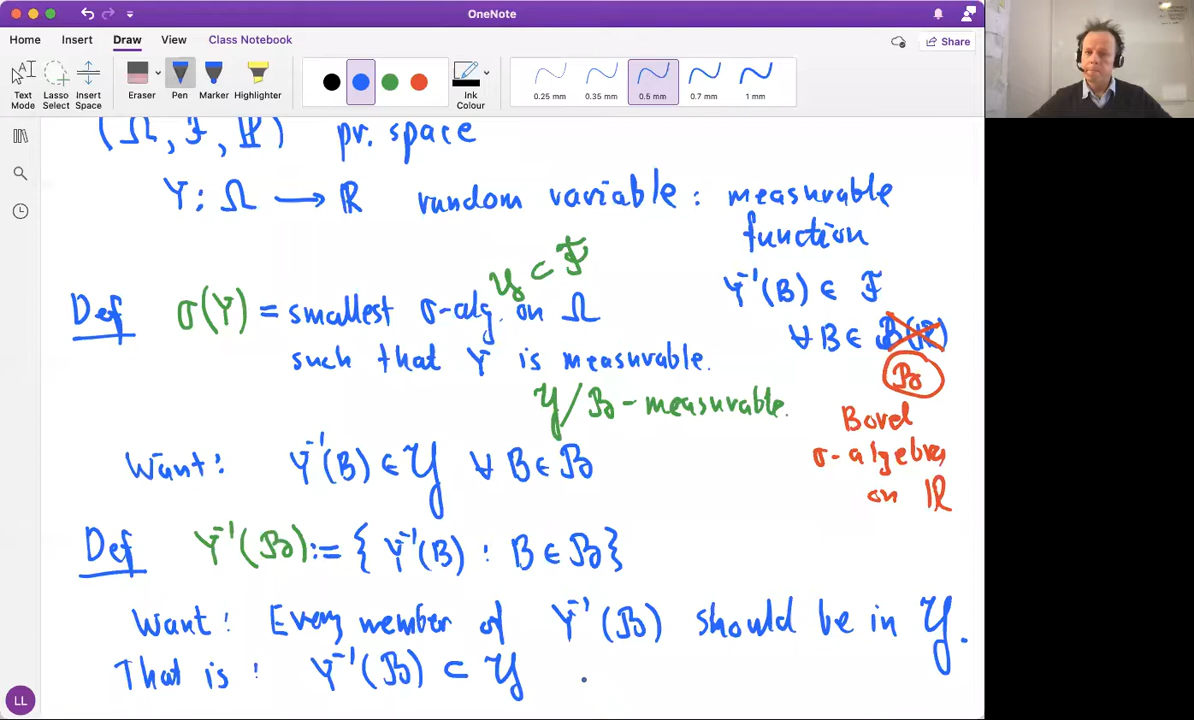 OneNote
Home Insert Draw View Class Notebook
Share
Text Mode
Lasso Select
Insert Space
Eraser
Pen
Marker
Highlighter
Ink Colour
0.25 mm
0.35 mm
0.5 mm
0.7 mm
1 mm
(Ω, ℱ, ℙ) pr. space
Y: Ω ⟶ ℝ random variable: measurable
function
𝒴 ⊂ ℱ
Y⁻¹(B) ∈ ℱ
Def σ(Y) = smallest σ-alg. on Ω
∀ B ∈ ℬ(ℝ)
such that Y is measurable.
ℬ
𝒴/ℬ-measurable.
Borel
σ-algebra
on ℝ
Want: Y⁻¹(B) ∈ 𝒴 ∀ B ∈ ℬ
Def Y⁻¹(ℬ) := { Y⁻¹(B) : B ∈ ℬ }
Want: Every member of Y⁻¹(ℬ) should be in 𝒴.
That is: Y⁻¹(ℬ) ⊂ 𝒴
LL